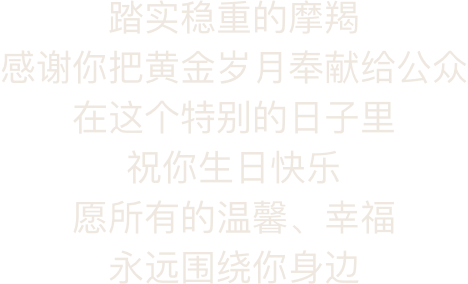 踏实稳重的摩羯
感谢你把黄金岁月奉献给公众
在这个特别的日子里
祝你生日快乐
愿所有的温馨、幸福
永远围绕你身边